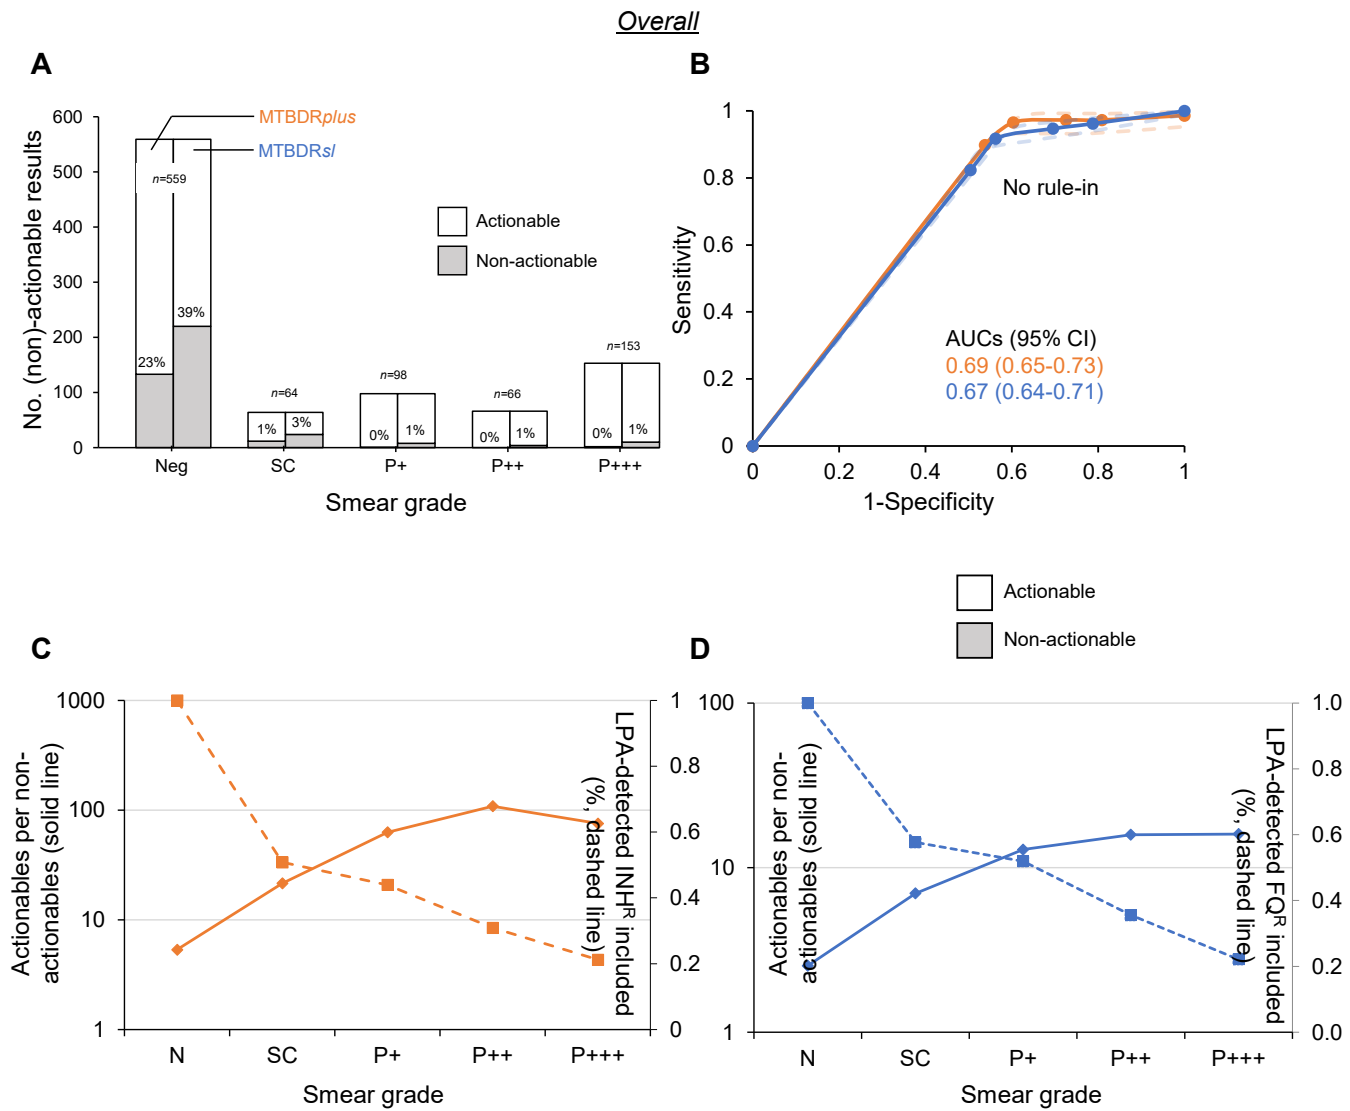 Overall
A
No. (non)-actionable results
600
500
400
300
200
100
0
MTBDRplus
MTBDRsl
n=559
23%
39%
n=64
1%
3%
n=98
0%
1%
n=66
0%
1%
n=153
0%
1%
Actionable
Non-actionable
Neg
SC
P+
P++
P+++
Smear grade
B
Sensitivity
1
0.8
0.6
0.4
0.2
0
No rule-in
AUCs (95% CI)
0.69 (0.65-0.73)
0.67 (0.64-0.71)
0
0.2
0.4
0.6
0.8
1
1-Specificity
Actionable
Non-actionable
C
Actionables per non-
actionables (solid line)
1000
100
10
1
1
0.8
0.6
0.4
0.2
0
LPA-detected INHR included
(%, dashed line)
N
SC
P+
P++
P+++
Smear grade
D
Actionables per non-
actionables (solid line)
100
10
1
1.0
0.8
0.6
0.4
0.2
0.0
LPA-detected FQR included
(%, dashed line)
N
SC
P+
P++
P+++
Smear grade